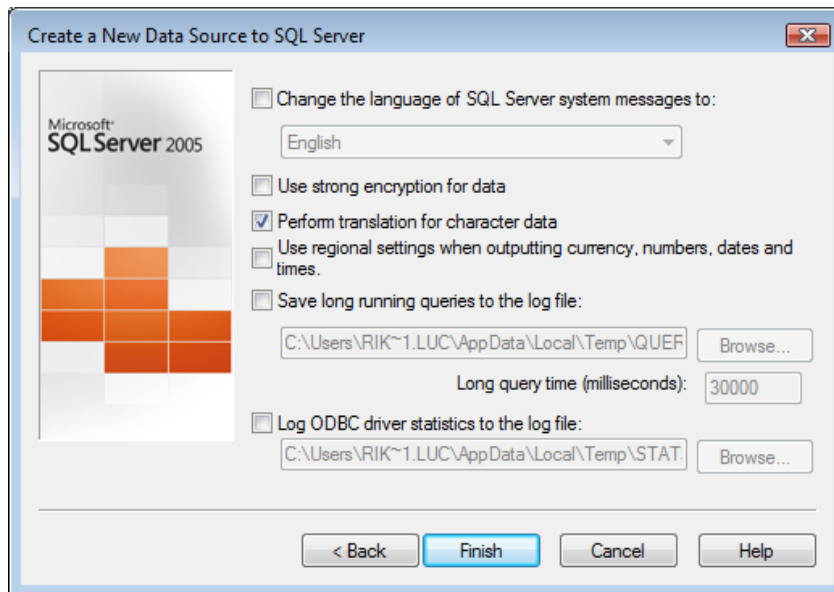 Create a New Data Source to SQL Server
Microsoft
SQL Server 2005
Change the language of SQL Server system messages to:
English
Use strong encryption for data
Perform translation for character data
Use regional settings when outputting currency, numbers, dates and
times.
Save long running queries to the log file:
C:\Users\RIK~1.LUC\AppData\Local\Temp\QUER
Browse...
Long query time (milliseconds):
30000
Log ODBC driver statistics to the log file:
C:\Users\RIK~1.LUC\AppData\Local\Temp\STAT
Browse...
< Back
Finish
Cancel
Help